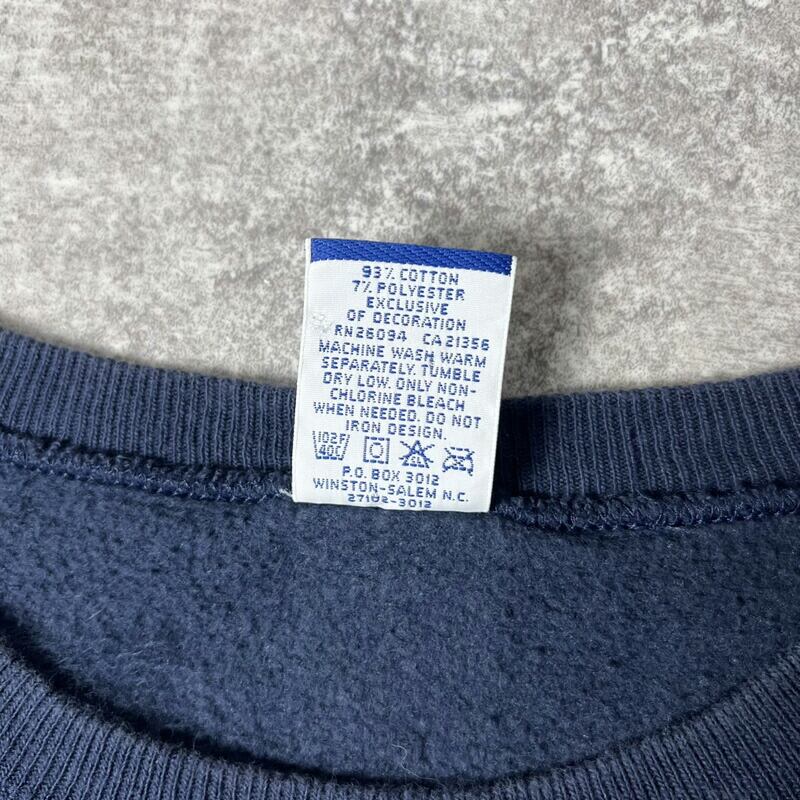 93% COTTON
7% POLYESTER
EXCLUSIVE
OF DECORATION
RN26094 CA21356
MACHINE WASH WARM
SEPARATELY. TUMBLE
DRY LOW. ONLY NON-
CHLORINE BLEACH
WHEN NEEDED. DO NOT
IRON DESIGN.
102F
40C CL
P.O. BOX 3012
WINSTON-SALEM N.C.
27102-3012